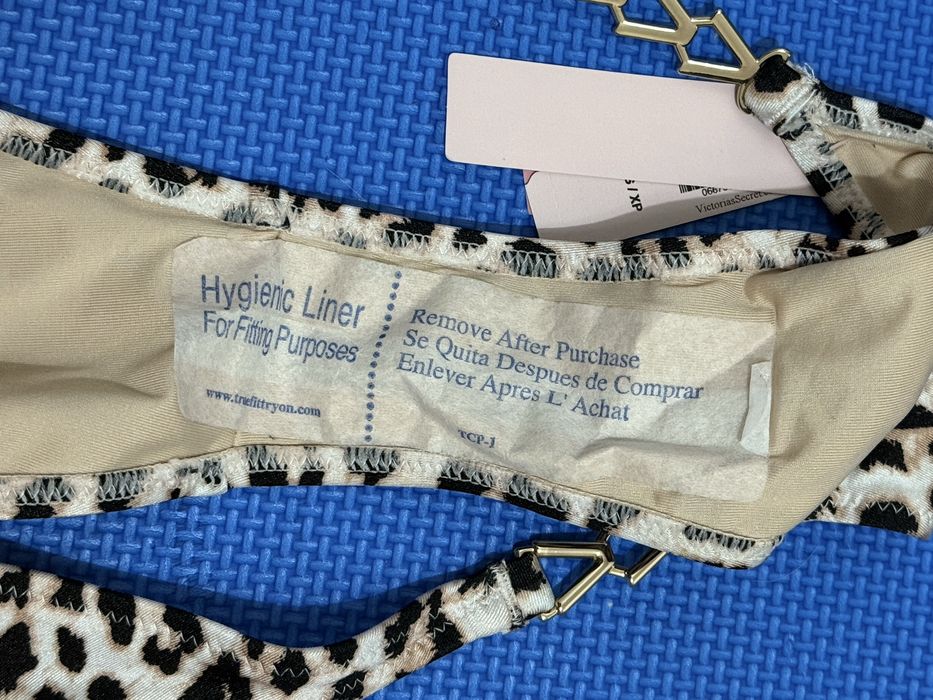 S / XP
VictoriasSecret
Hygienic Liner
For Fitting Purposes
www.truefittryon.com
Remove After Purchase
Se Quita Despues de Comprar
Enlever Apres L' Achat
TCP-1